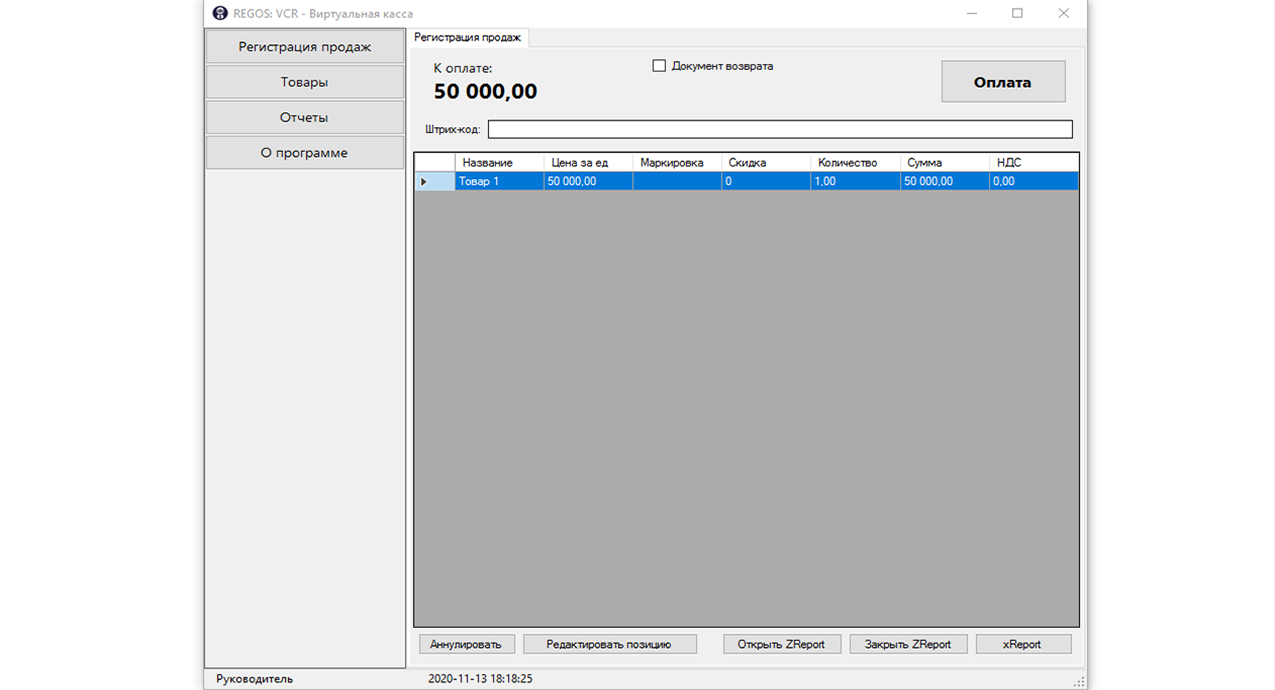 REGOS: VCR - Виртуальная касса
Регистрация продаж
Товары
Отчеты
О программе
Регистрация продаж
К оплате:
50 000,00
Документ возврата
Оплата
Штрих-код:
Название Цена за ед Маркировка Скидка Количество Сумма НДС
Товар 1 50 000,00 0 1,00 50 000,00 0,00
Аннулировать Редактировать позицию Открыть ZReport Закрыть ZReport xReport
Руководитель 2020-11-13 18:18:25